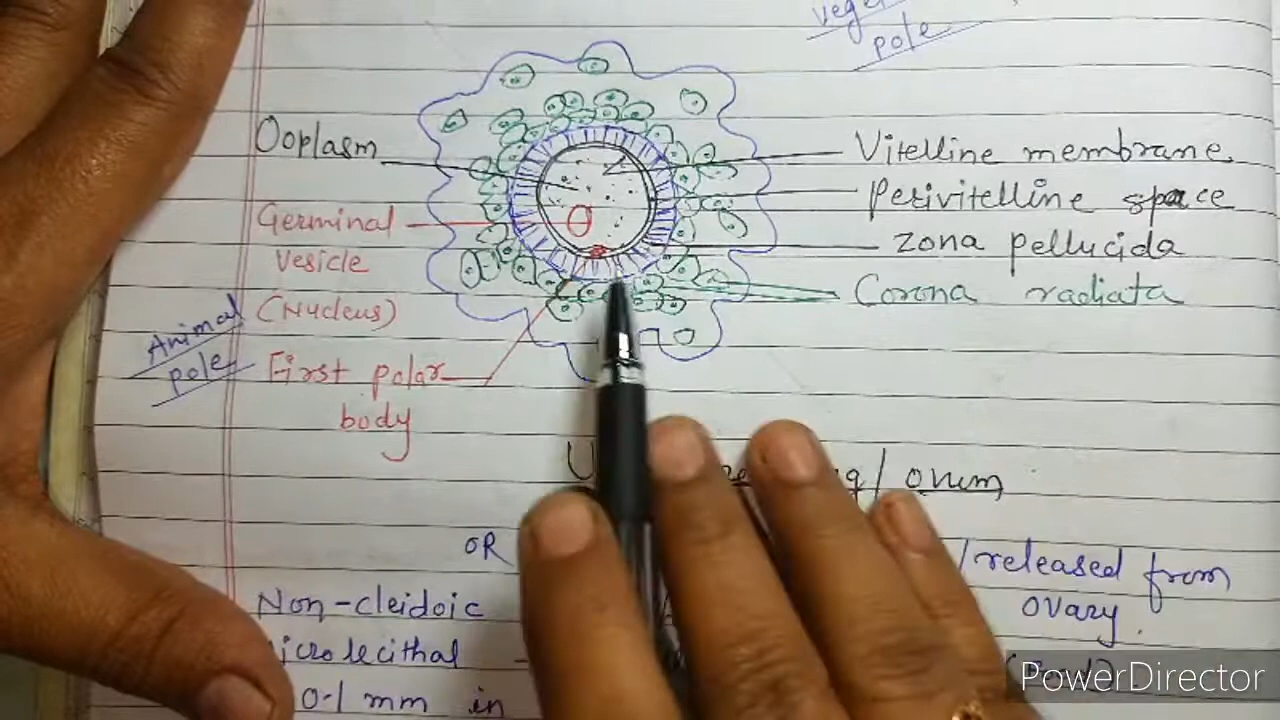 pole
Ooplasm
Germinal
Vesicle
(Nucleus)
Animal
pole
First polar
body
Vitelline membrane
Perivitelline space
Zona pellucida
Corona radiata
/ ovum
OR
/released from
ovary.
Non-cleidoic
0.1 mm in
PowerDirector